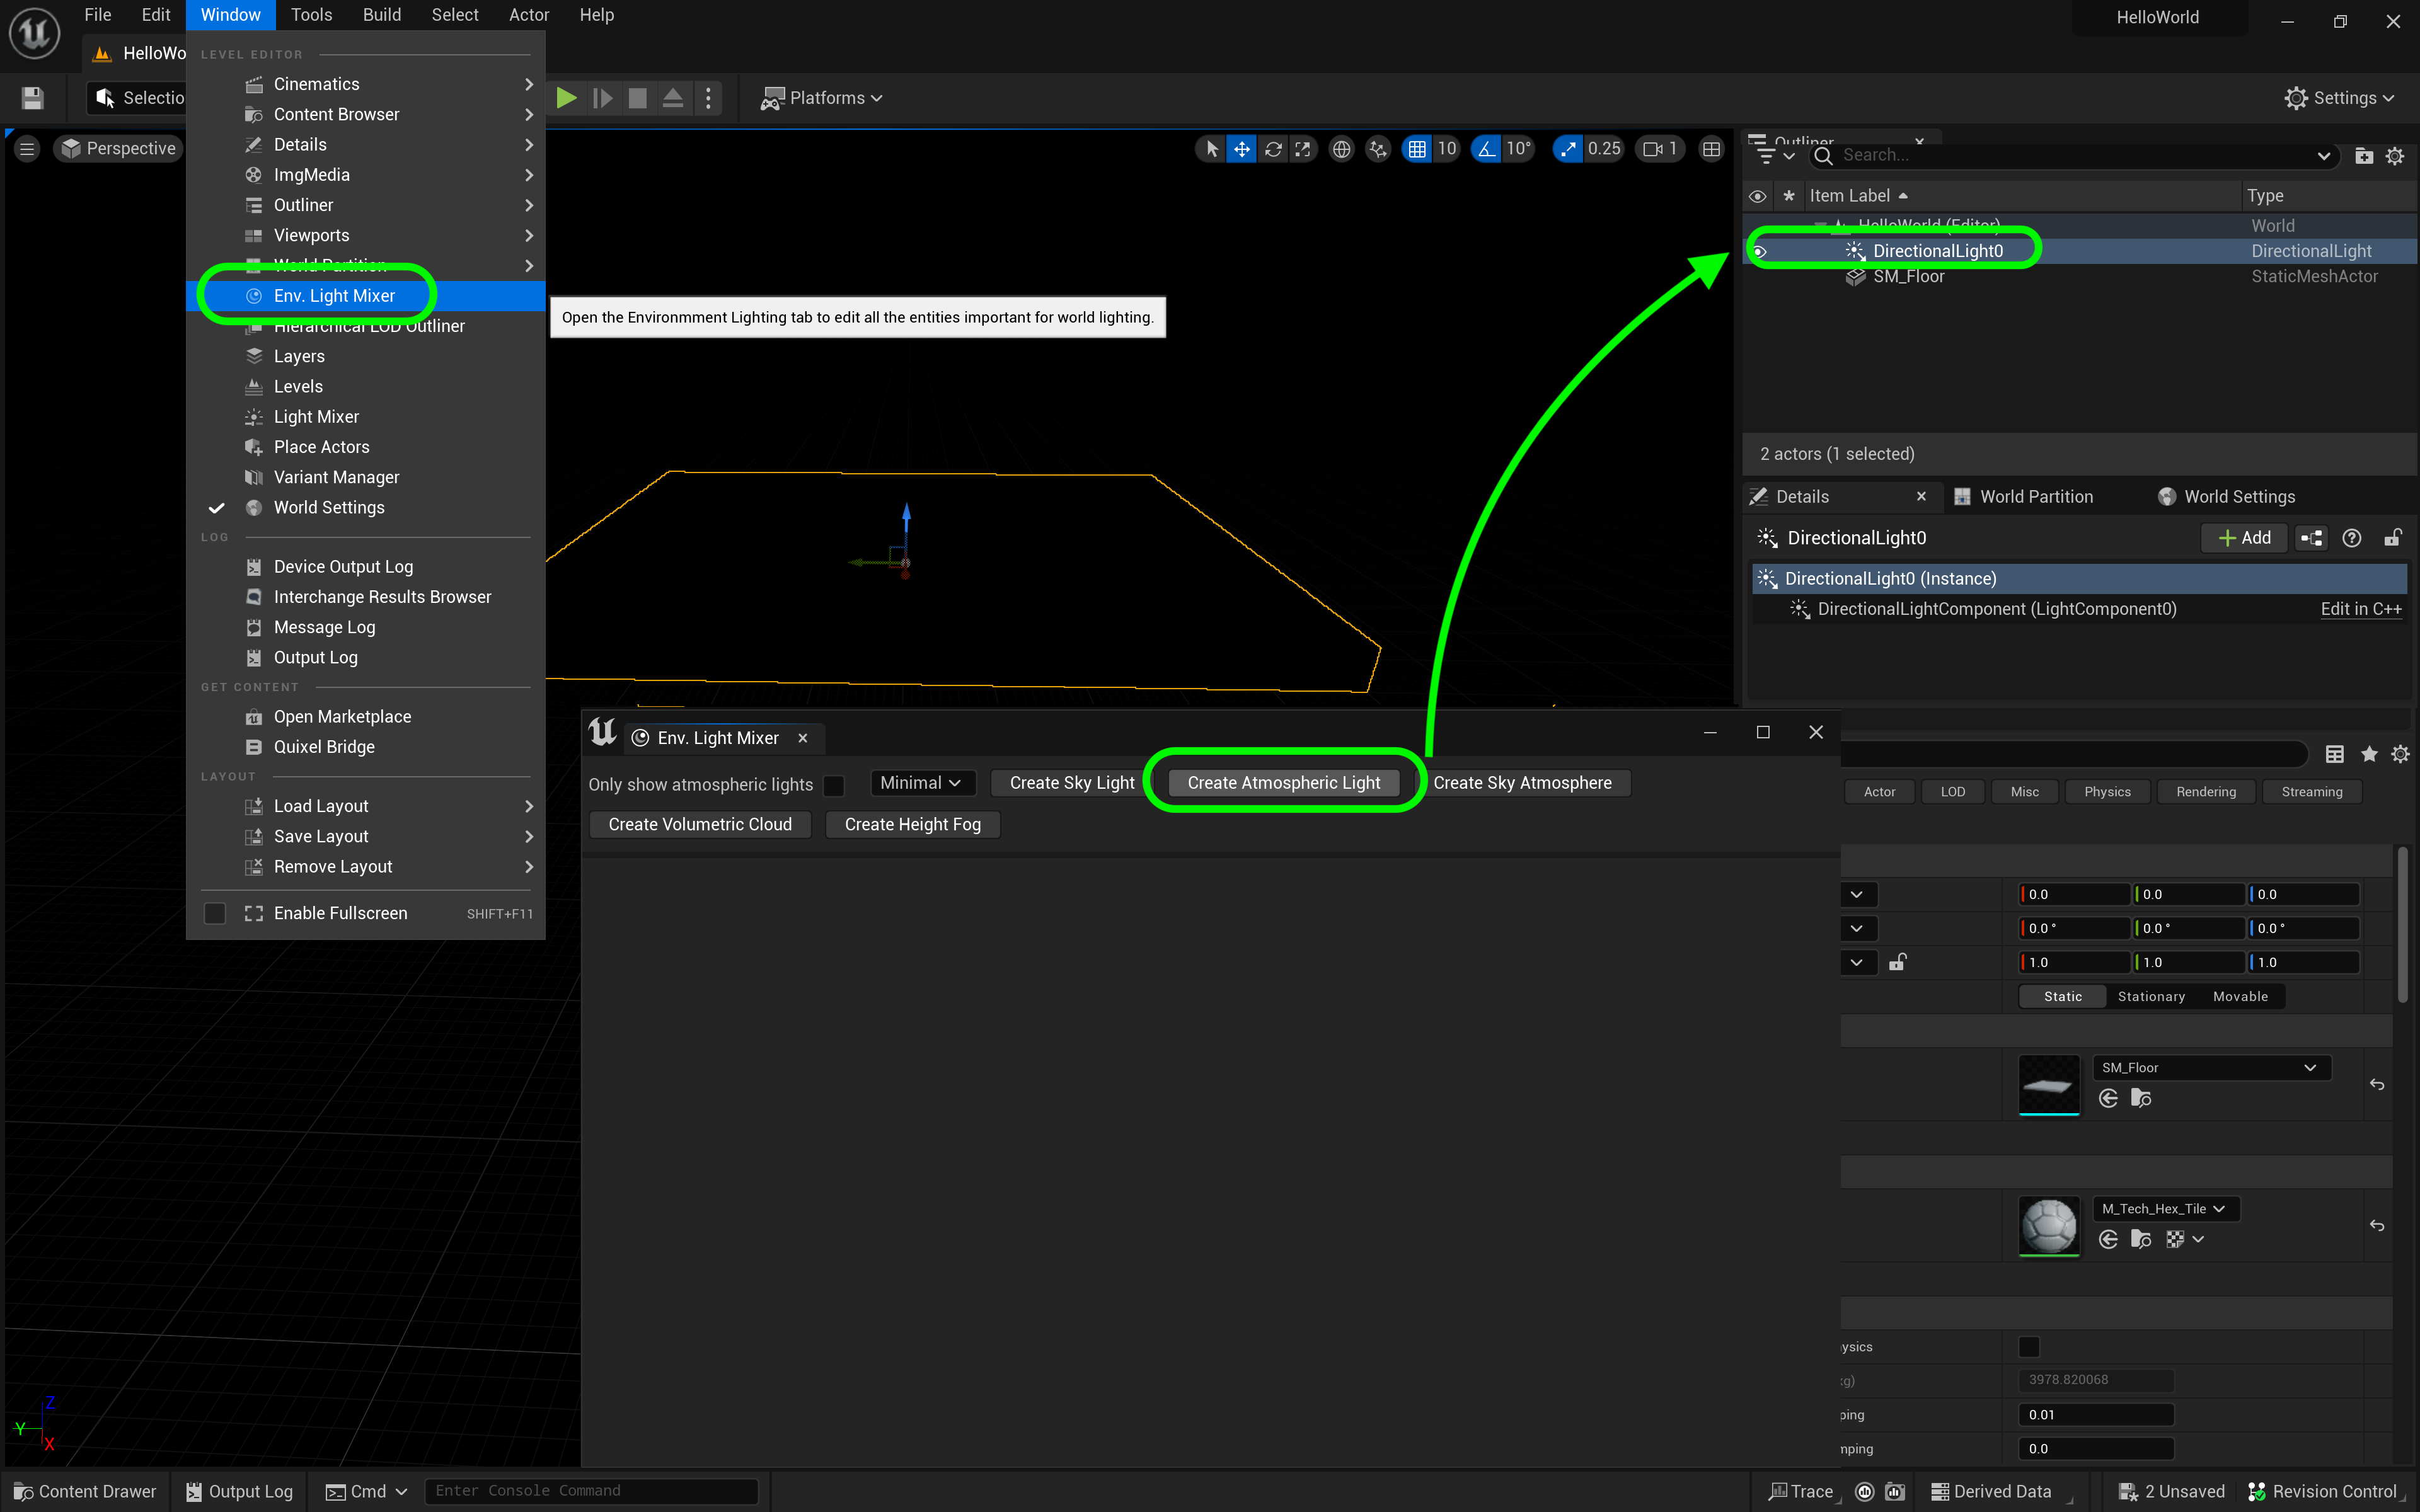 File Edit Window Tools Build Select Actor Help
HelloWorld
HelloWo
Selectio
Platforms
Settings
LEVEL EDITOR
Cinematics
Content Browser
Details
ImgMedia
Outliner
Viewports
World Partition
Env. Light Mixer
Open the Environmment Lighting tab to edit all the entities important for world lighting.
Hierarchical LOD Outliner
Layers
Levels
Light Mixer
Place Actors
Variant Manager
World Settings
LOG
Device Output Log
Interchange Results Browser
Message Log
Output Log
GET CONTENT
Open Marketplace
Quixel Bridge
LAYOUT
Load Layout
Save Layout
Remove Layout
Enable Fullscreen SHIFT+F11
Perspective
10 10° 0.25 1
Outliner
Search...
Item Label Type
HelloWorld (Editor) World
DirectionalLight0 DirectionalLight
SM_Floor StaticMeshActor
2 actors (1 selected)
Details World Partition World Settings
DirectionalLight0 Add
DirectionalLight0 (Instance)
DirectionalLightComponent (LightComponent0) Edit in C++
Env. Light Mixer
Only show atmospheric lights Minimal Create Sky Light Create Atmospheric Light Create Sky Atmosphere
Create Volumetric Cloud Create Height Fog
Actor LOD Misc Physics Rendering Streaming
0.0 0.0 0.0
0.0 ° 0.0 ° 0.0 °
1.0 1.0 1.0
Static Stationary Movable
SM_Floor
M_Tech_Hex_Tile
ysics
kg) 3978.820068
ping 0.01
mping 0.0
Z
Y
X
Content Drawer Output Log Cmd Enter Console Command Trace Derived Data 2 Unsaved Revision Control